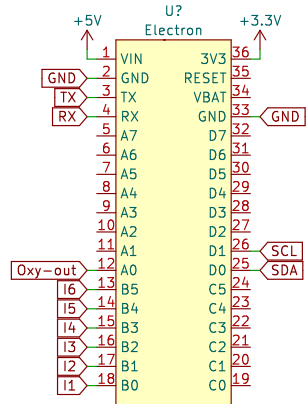 U?
+5V Electron +3.3V
1 VIN 3V3 36
GND 2 GND RESET 35
TX 3 TX VBAT 34
RX 4 RX GND 33 GND
5 A7 D7 32
6 A6 D6 31
7 A5 D5 30
8 A4 D4 29
9 A3 D3 28
10 A2 D2 27
11 A1 D1 26 SCL
Oxy-out 12 A0 D0 25 SDA
I6 13 B5 C5 24
I5 14 B4 C4 23
I4 15 B3 C3 22
I3 16 B2 C2 21
I2 17 B1 C1 20
I1 18 B0 C0 19